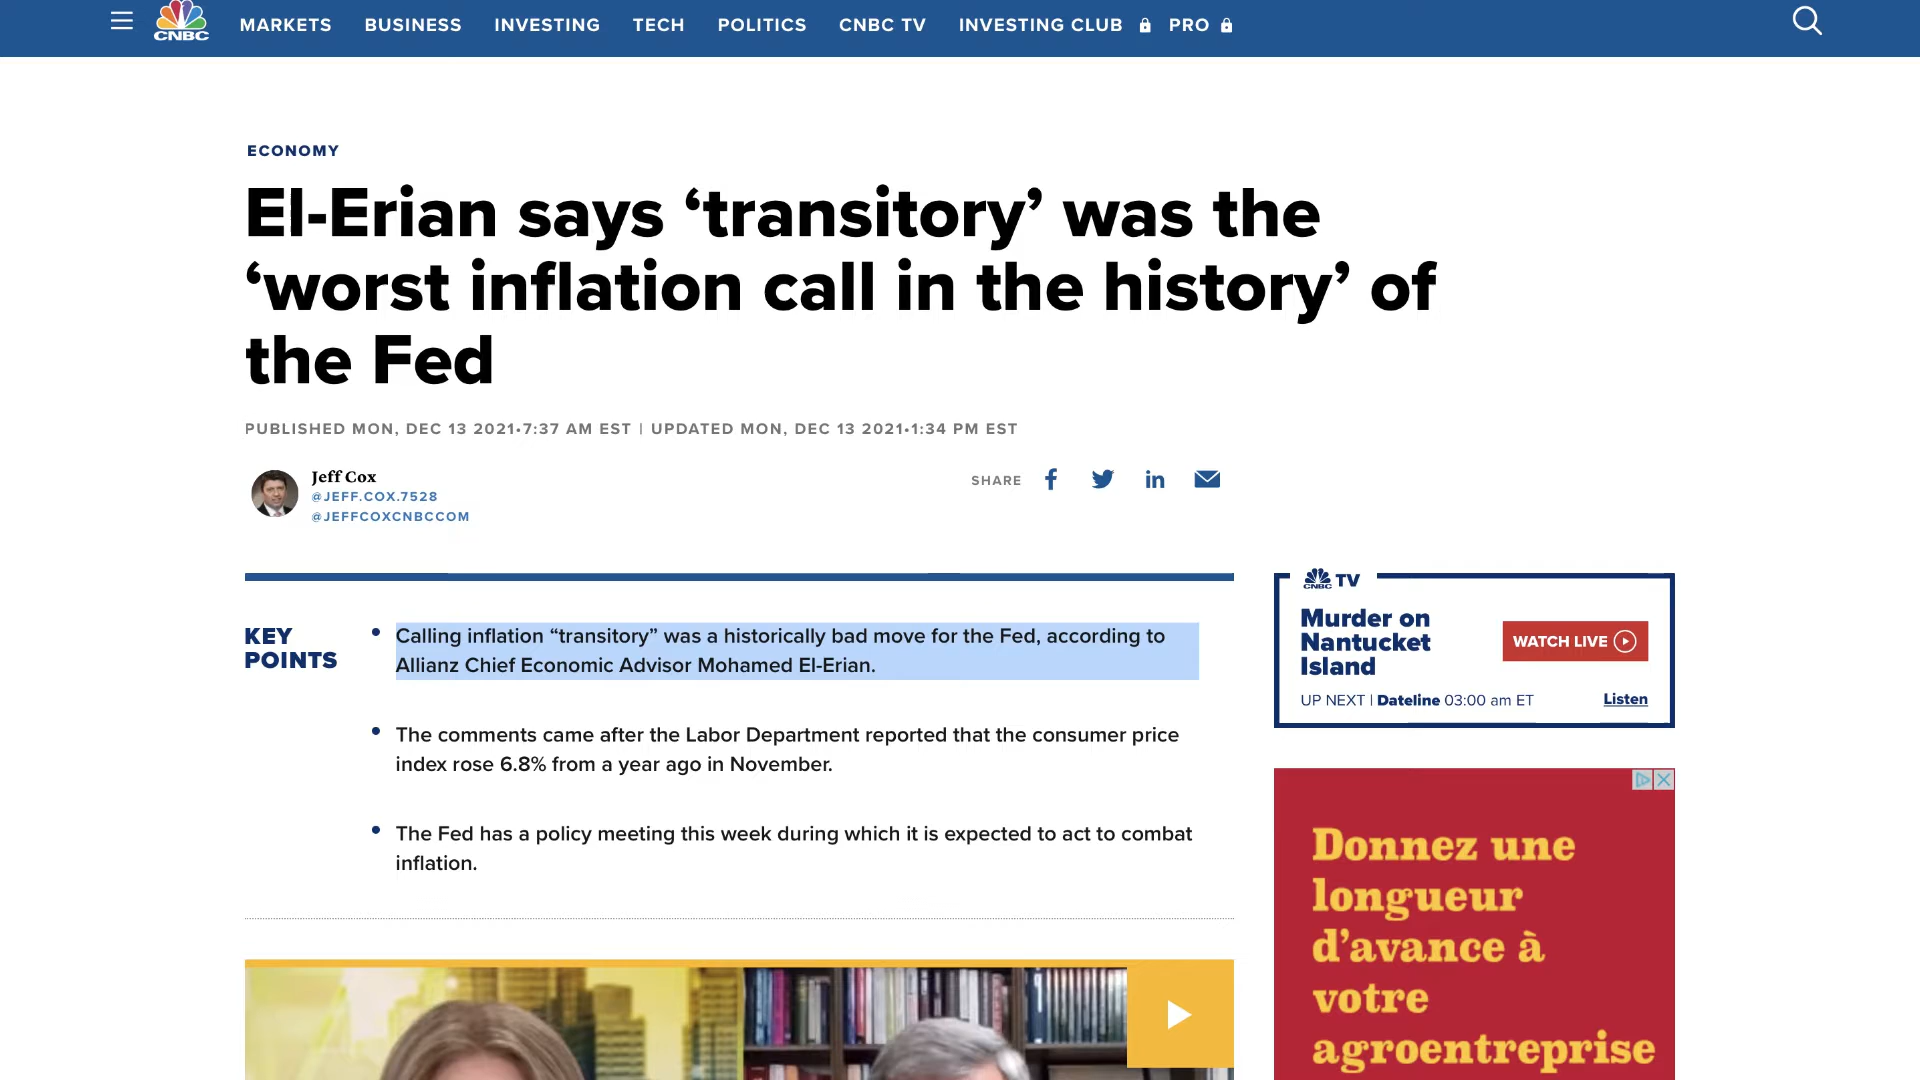 CNBC
MARKETS BUSINESS INVESTING TECH POLITICS CNBC TV INVESTING CLUB PRO
ECONOMY
El-Erian says ‘transitory’ was the
‘worst inflation call in the history’ of
the Fed
PUBLISHED MON, DEC 13 2021•7:37 AM EST | UPDATED MON, DEC 13 2021•1:34 PM EST
Jeff Cox
@JEFF.COX.7528
@JEFFCOXCNBCCOM
SHARE
KEY
POINTS
Calling inflation “transitory” was a historically bad move for the Fed, according to
Allianz Chief Economic Advisor Mohamed El-Erian.
The comments came after the Labor Department reported that the consumer price
index rose 6.8% from a year ago in November.
The Fed has a policy meeting this week during which it is expected to act to combat
inflation.
CNBC TV
Murder on
Nantucket
Island
WATCH LIVE
UP NEXT | Dateline 03:00 am ET
Listen
Donnez une
longueur
d’avance à
votre
agroentreprise